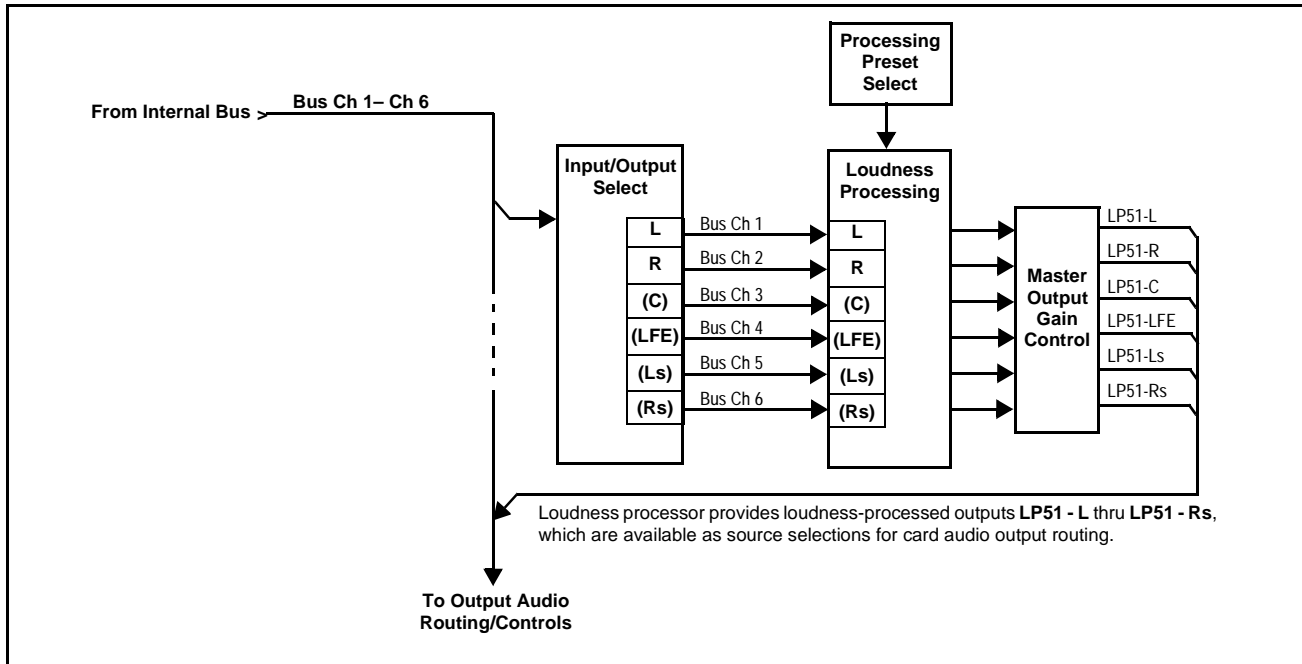 Processing
Preset
Select
From Internal Bus >
Bus Ch 1– Ch 6
Input/Output
Select
L
R
(C)
(LFE)
(Ls)
(Rs)
Bus Ch 1
Bus Ch 2
Bus Ch 3
Bus Ch 4
Bus Ch 5
Bus Ch 6
Loudness
Processing
L
R
(C)
(LFE)
(Ls)
(Rs)
Master
Output
Gain
Control
LP51-L
LP51-R
LP51-C
LP51-LFE
LP51-Ls
LP51-Rs
Loudness processor provides loudness-processed outputs LP51 - L thru LP51 - Rs,
which are available as source selections for card audio output routing.
To Output Audio
Routing/Controls